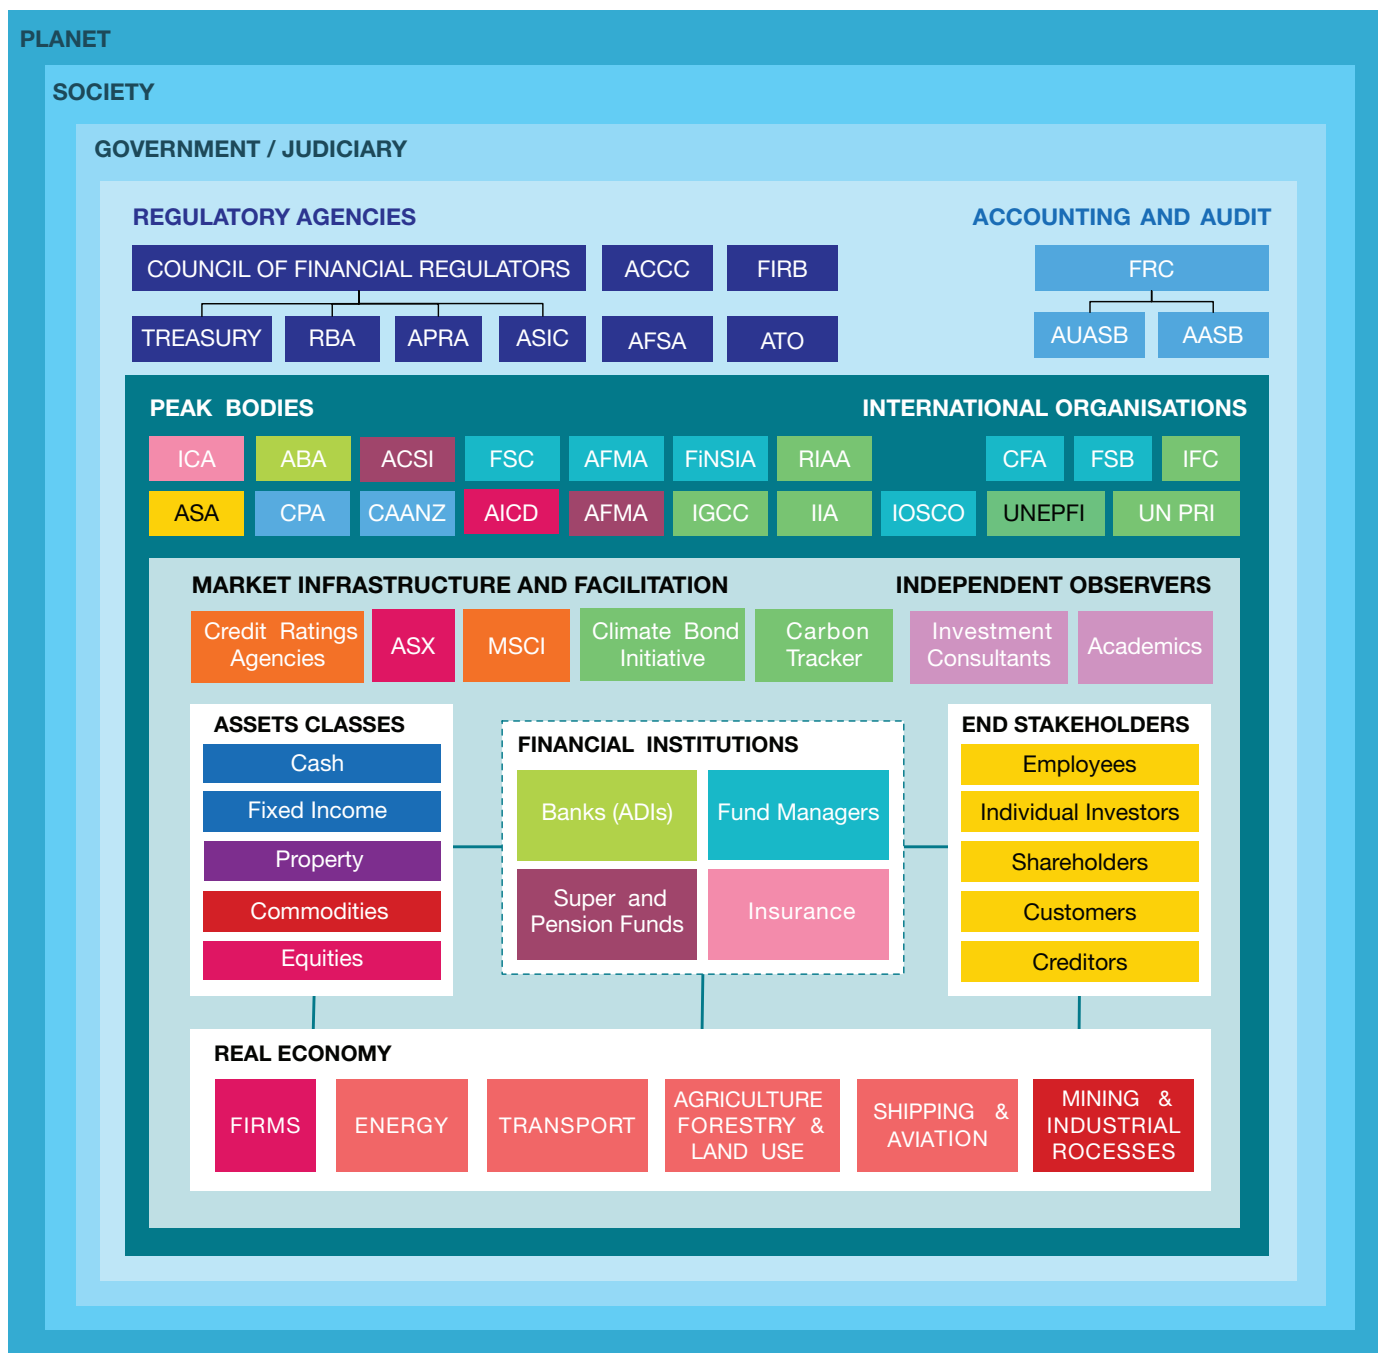 PLANET
SOCIETY
GOVERNMENT / JUDICIARY
REGULATORY AGENCIES
ACCOUNTING AND AUDIT
COUNCIL OF FINANCIAL REGULATORS
ACCC
FIRB
FRC
TREASURY
RBA
APRA
ASIC
AFSA
ATO
AUASB
AASB
PEAK BODIES
INTERNATIONAL ORGANISATIONS
ICA
ABA
ACSI
FSC
AFMA
FiNSIA
RIAA
CFA
FSB
IFC
ASA
CPA
CAANZ
AICD
AFMA
IGCC
IIA
IOSCO
UNEPFI
UN PRI
MARKET INFRASTRUCTURE AND FACILITATION
INDEPENDENT OBSERVERS
Credit Ratings
Agencies
ASX
MSCI
Climate Bond
Initiative
Carbon
Tracker
Investment
Consultants
Academics
ASSETS CLASSES
Cash
Fixed Income
Property
Commodities
Equities
FINANCIAL INSTITUTIONS
Banks (ADIs)
Fund Managers
Super and
Pension Funds
Insurance
END STAKEHOLDERS
Employees
Individual Investors
Shareholders
Customers
Creditors
REAL ECONOMY
FIRMS
ENERGY
TRANSPORT
AGRICULTURE
FORESTRY &
LAND USE
SHIPPING &
AVIATION
MINING &
INDUSTRIAL
ROCESSES